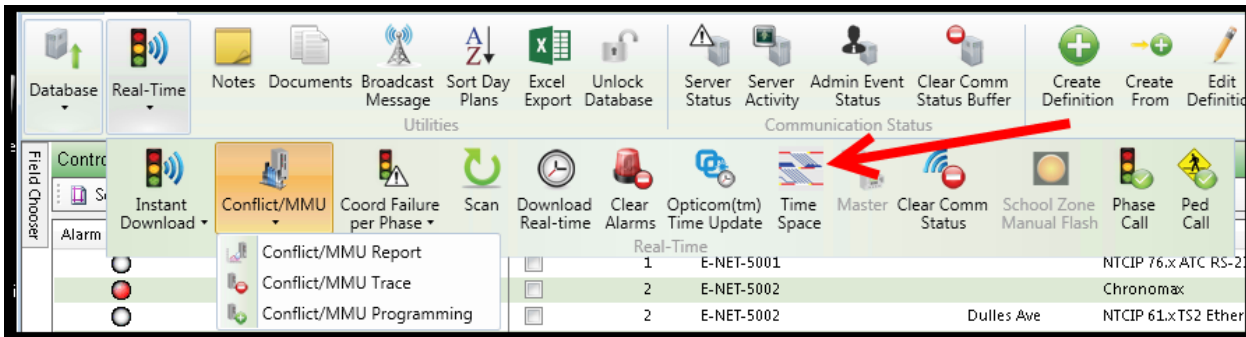 Database
Real-Time
Notes
Documents
Broadcast
Message
Sort Day
Plans
Excel
Export
Unlock
Database
Utilities
Server
Status
Server
Activity
Admin Event
Status
Clear Comm
Status Buffer
Communication Status
Create
Definition
Create
From
Edit
Definitio
Field Chooser
Contro
Alarm
Instant
Download
Conflict/MMU
Coord Failure
per Phase
Scan
Download
Real-time
Clear
Alarms
Opticom(tm)
Time Update
Time
Space
Master
Clear Comm
Status
School Zone
Manual Flash
Phase
Call
Ped
Call
Real-Time
Conflict/MMU Report
Conflict/MMU Trace
Conflict/MMU Programming
1 E-NET-5001 NTCIP 76.x ATC RS-2
2 E-NET-5002 Chronomax
2 E-NET-5002 Dulles Ave NTCIP 61.x TS2 Ether